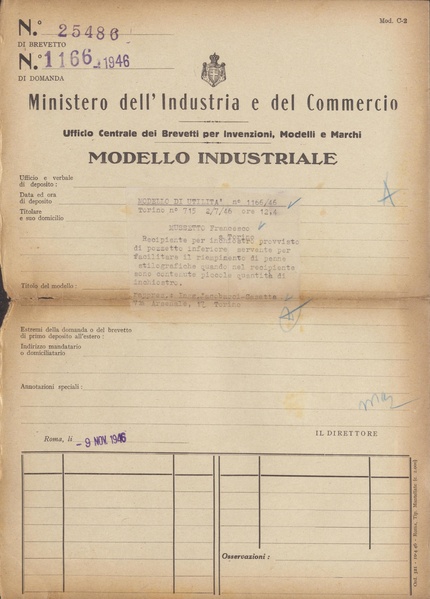 N.° 25486
Mod. C-2
DI BREVETTO
N.° 1166 - 1946
DI DOMANDA
Ministero dell'Industria e del Commercio
Ufficio Centrale dei Brevetti per Invenzioni, Modelli e Marchi
MODELLO INDUSTRIALE
Ufficio e verbale
di deposito :
Data ed ora
di deposito
MODELLO DI UTILITA' n° 1166/46
Titolare
e suo domicilio
Torino n° 715 2/7/46 ora 12,4
Francesco
a Torino
Recipiente per inchiostro provvisto
di pozzetto inferiore servente per
facilitare il riempimento di penne
stilografiche quando nel recipiente
sono contenute piccole quantità di
inchiostro.
Titolo del modello
Torino
Estremi della domanda o del brevetto
di primo deposito all'estero :
Indirizzo mandatario
o domiciliatario
Annotazioni speciali :
Roma, li - 9 NOV. 1946
IL DIRETTORE
Osservazioni :